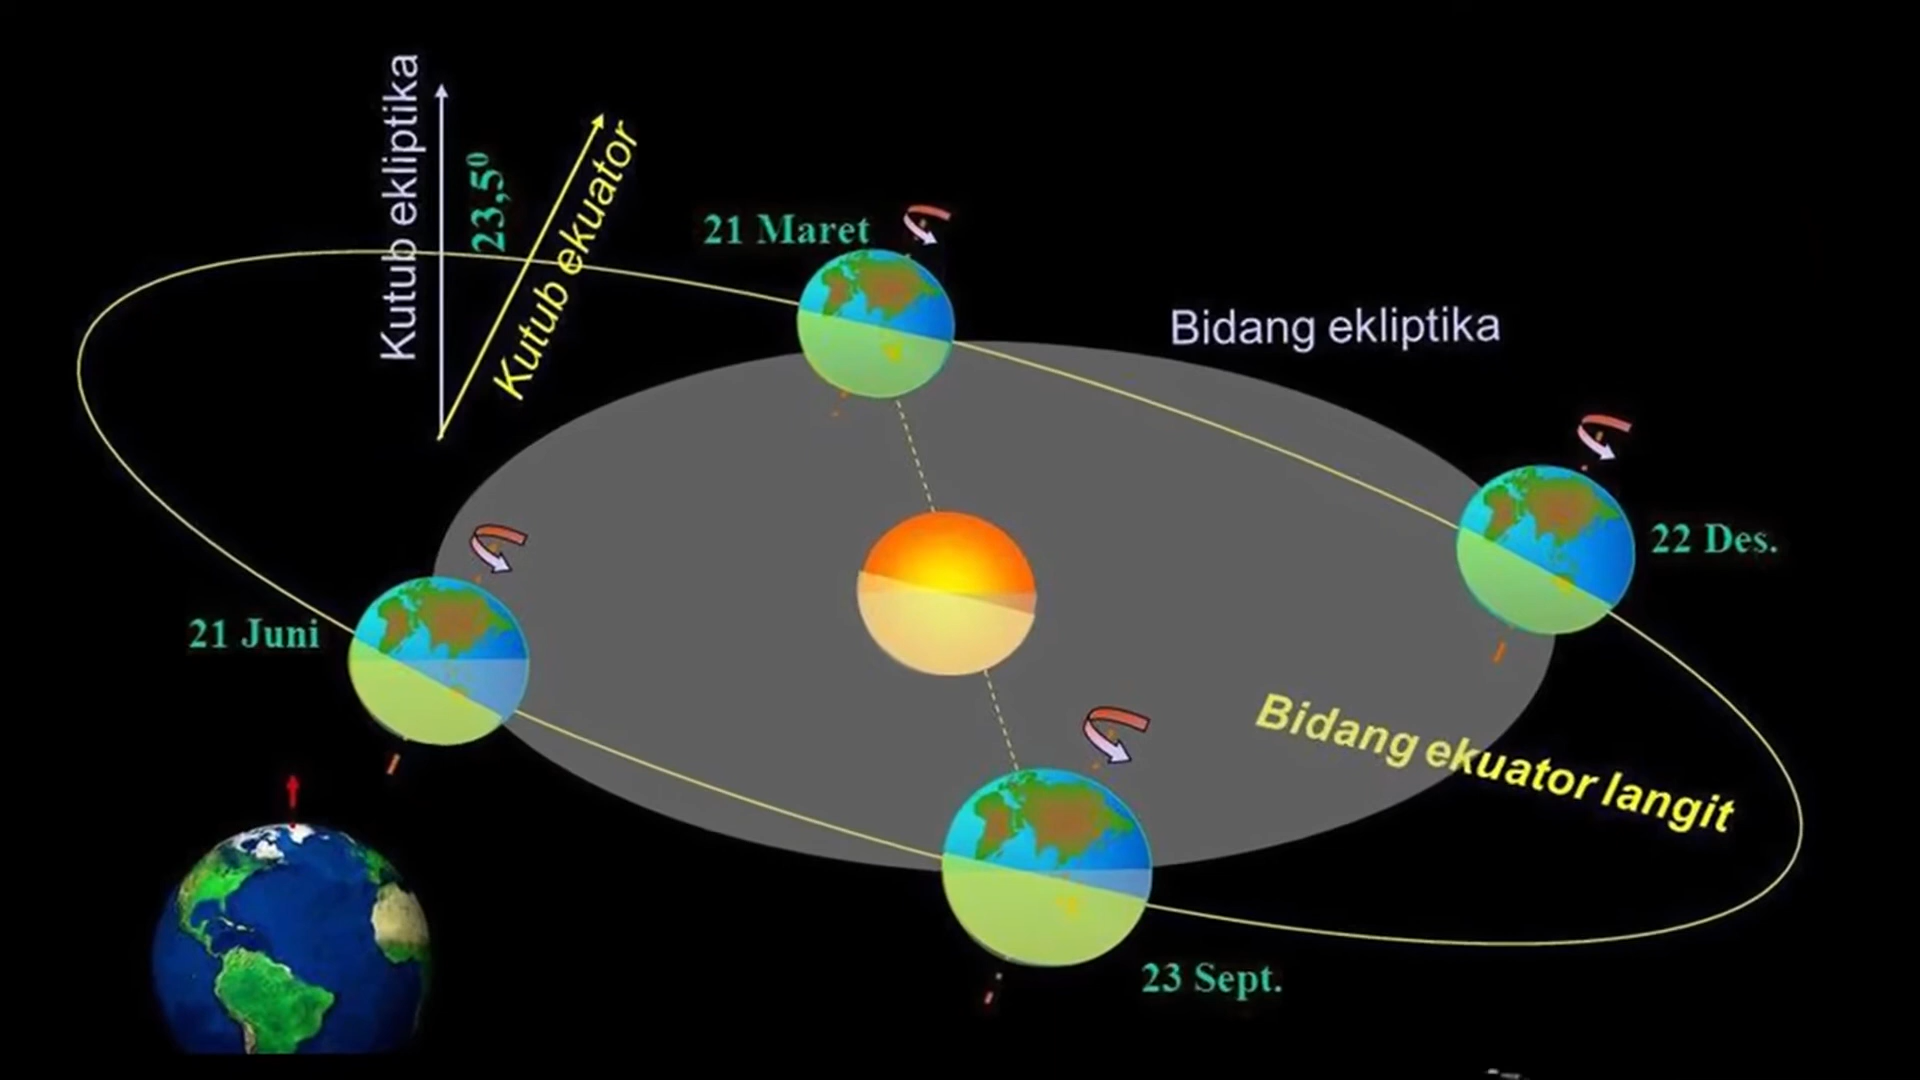 Kutub ekliptika
23,5⁰
Kutub ekuator
21 Maret
Bidang ekliptika
22 Des.
21 Juni
Bidang ekuator langit
23 Sept.